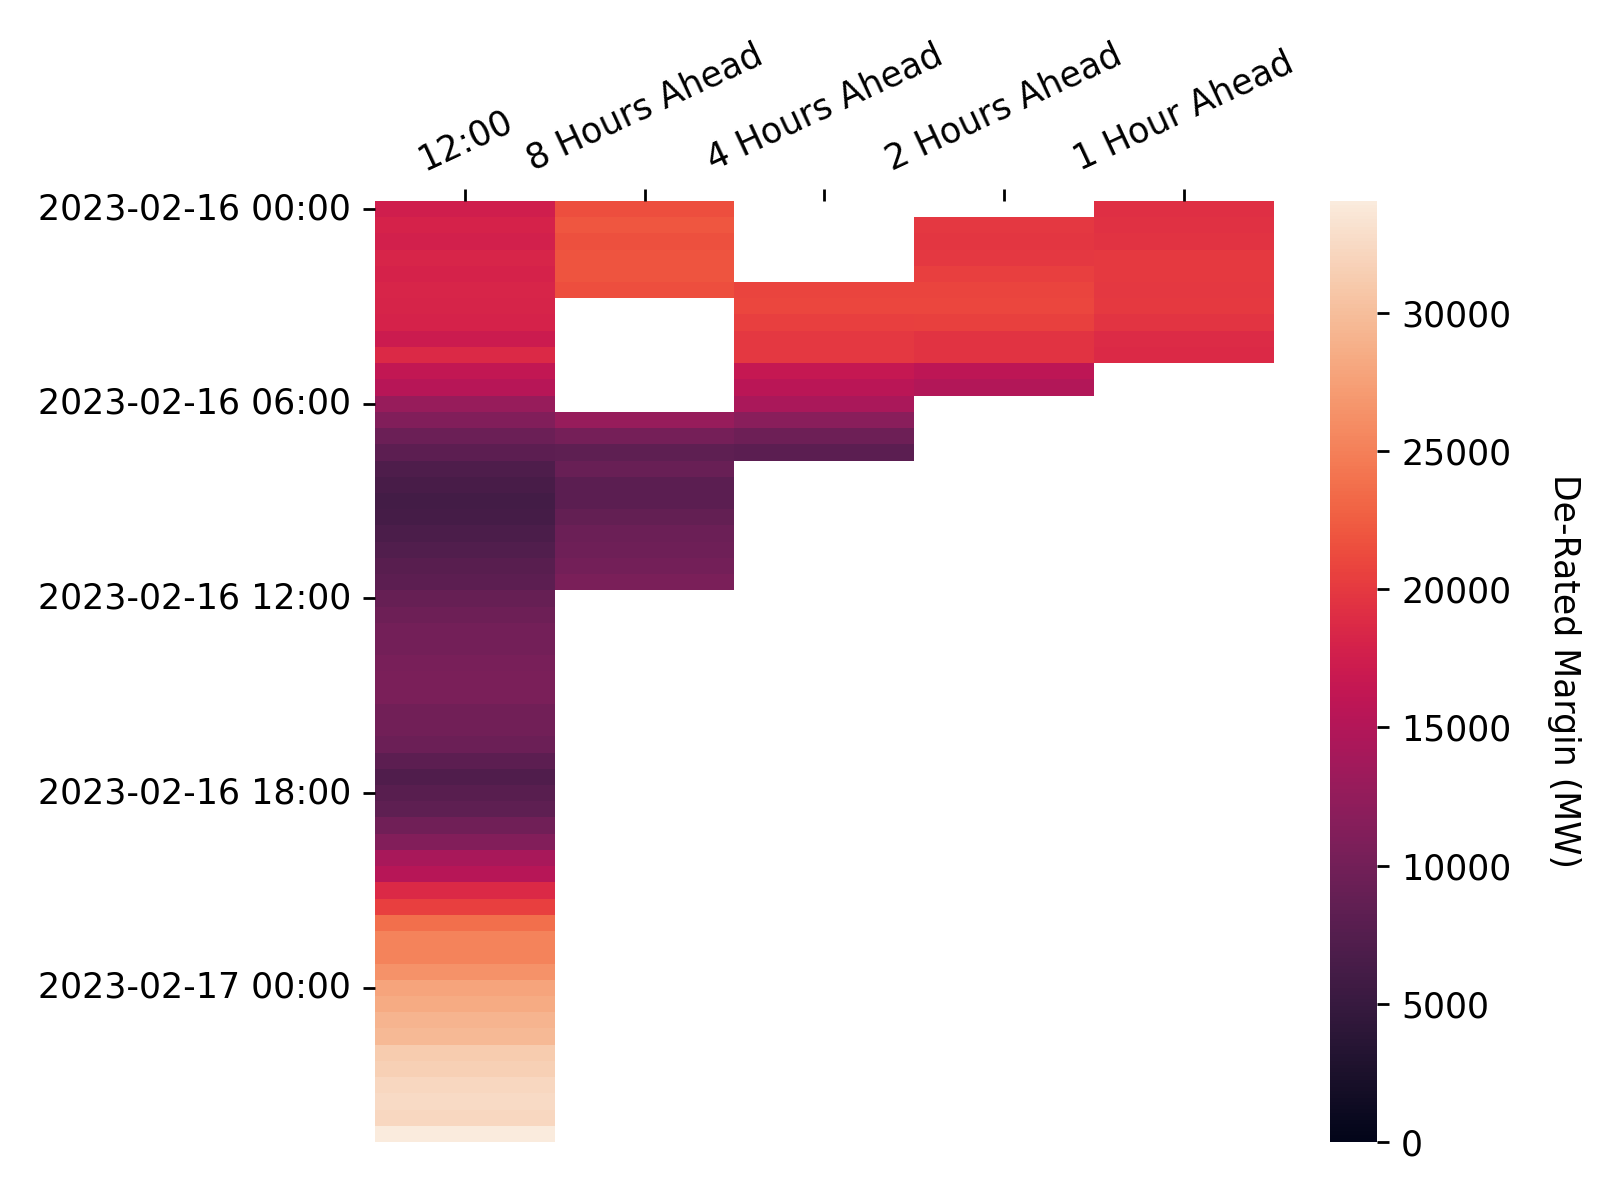 12:00
8 Hours Ahead
4 Hours Ahead
2 Hours Ahead
1 Hour Ahead
2023-02-16 00:00
2023-02-16 06:00
2023-02-16 12:00
2023-02-16 18:00
2023-02-17 00:00
30000
25000
20000
15000
10000
5000
0
De-Rated Margin (MW)